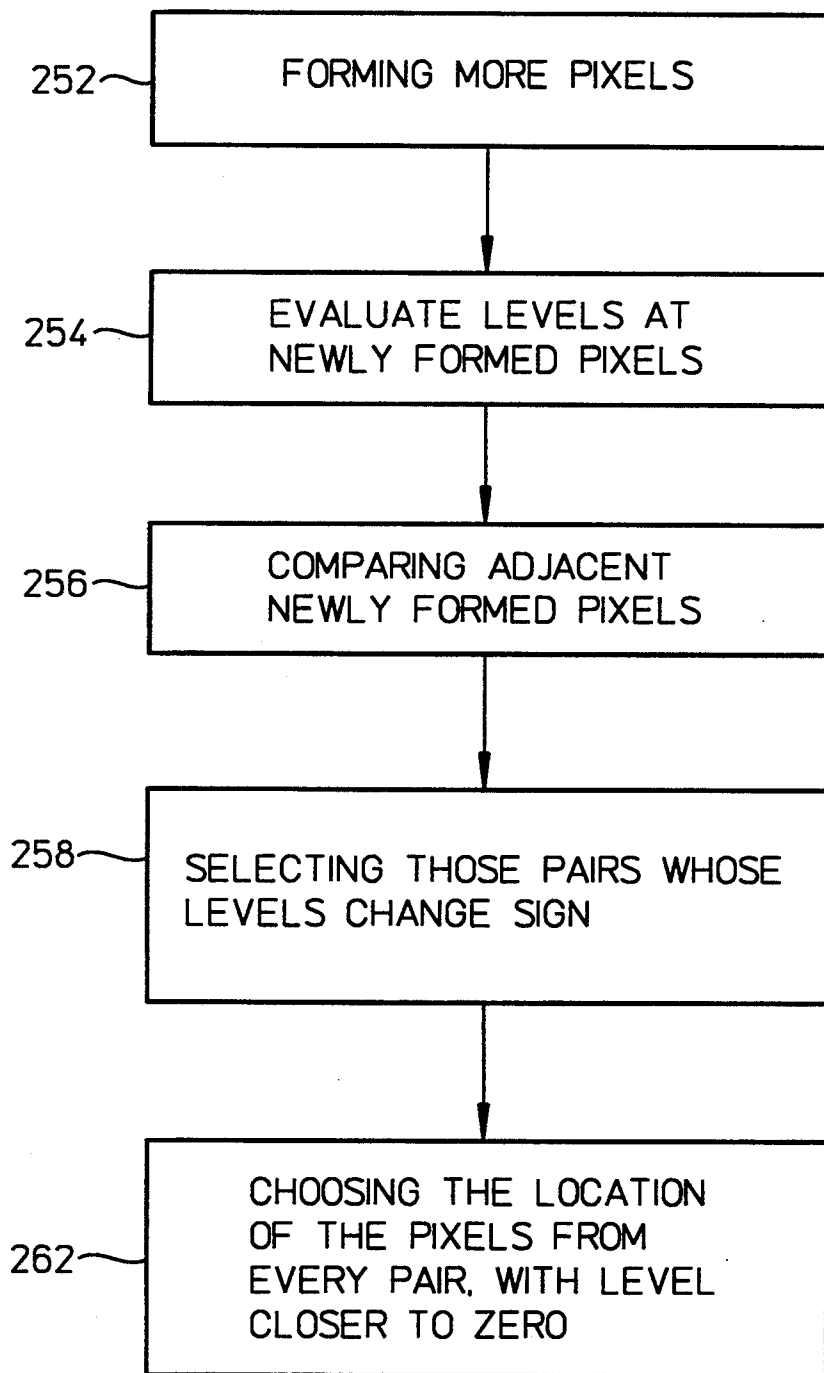 252
FORMING MORE PIXELS
254
EVALUATE LEVELS AT
NEWLY FORMED PIXELS
256
COMPARING ADJACENT
NEWLY FORMED PIXELS
258
SELECTING THOSE PAIRS WHOSE
LEVELS CHANGE SIGN
262
CHOOSING THE LOCATION
OF THE PIXELS FROM
EVERY PAIR, WITH LEVEL
CLOSER TO ZERO